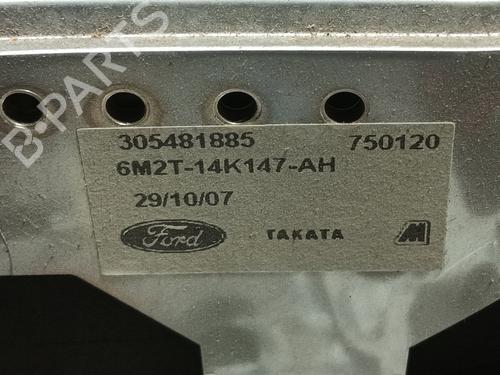 B-PARTS
305481885 750120
6M2T-14K147-AH
29/10/07
Ford TAKATA